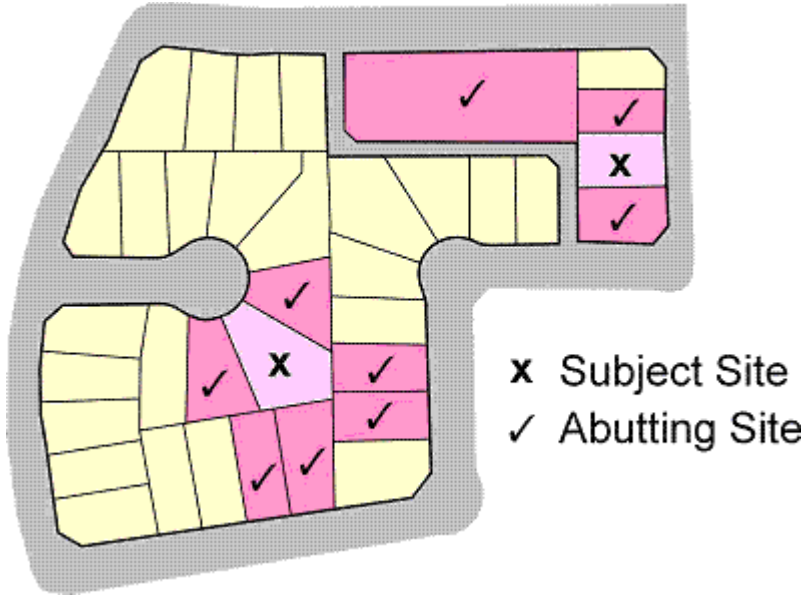 ✓
✓
x
✓
✓
x
✓
✓
✓
✓
✓
x Subject Site
✓ Abutting Site